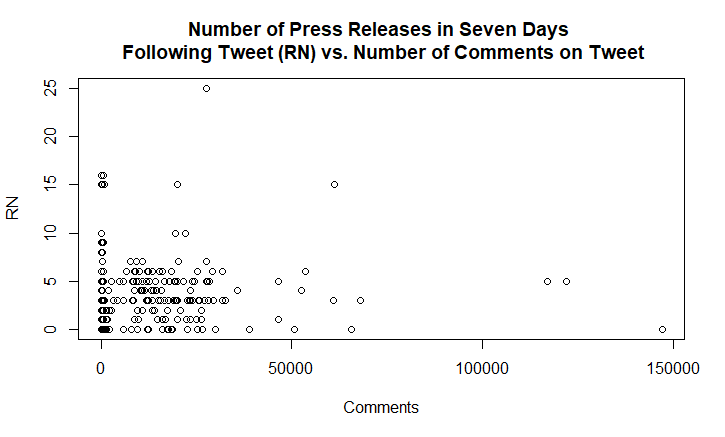 Number of Press Releases in Seven Days
Following Tweet (RN) vs. Number of Comments on Tweet
25
20
15
10
5
0
RN
0 50000 100000 150000
Comments